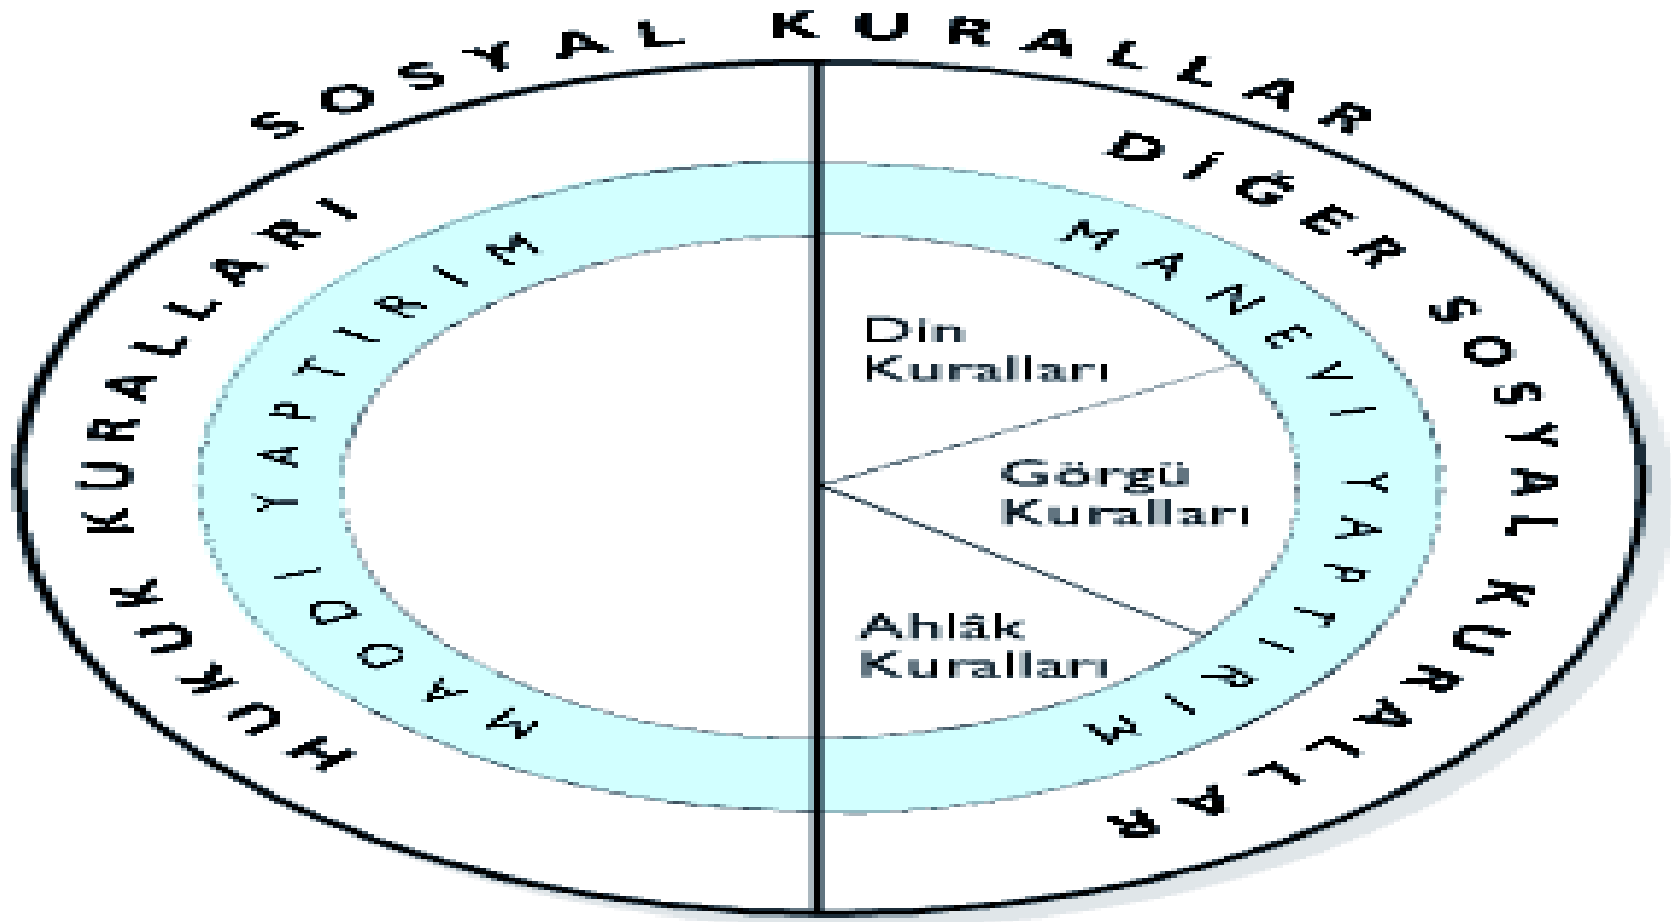 SOSYAL KURALLAR
HUKUK KURALLARI
MADDİ YAPTIRIM
DİĞER SOSYAL KURALLAR
MANEVİ YAPTIRIM
Din
Kuralları
Görgü
Kuralları
Ahlâk
Kuralları